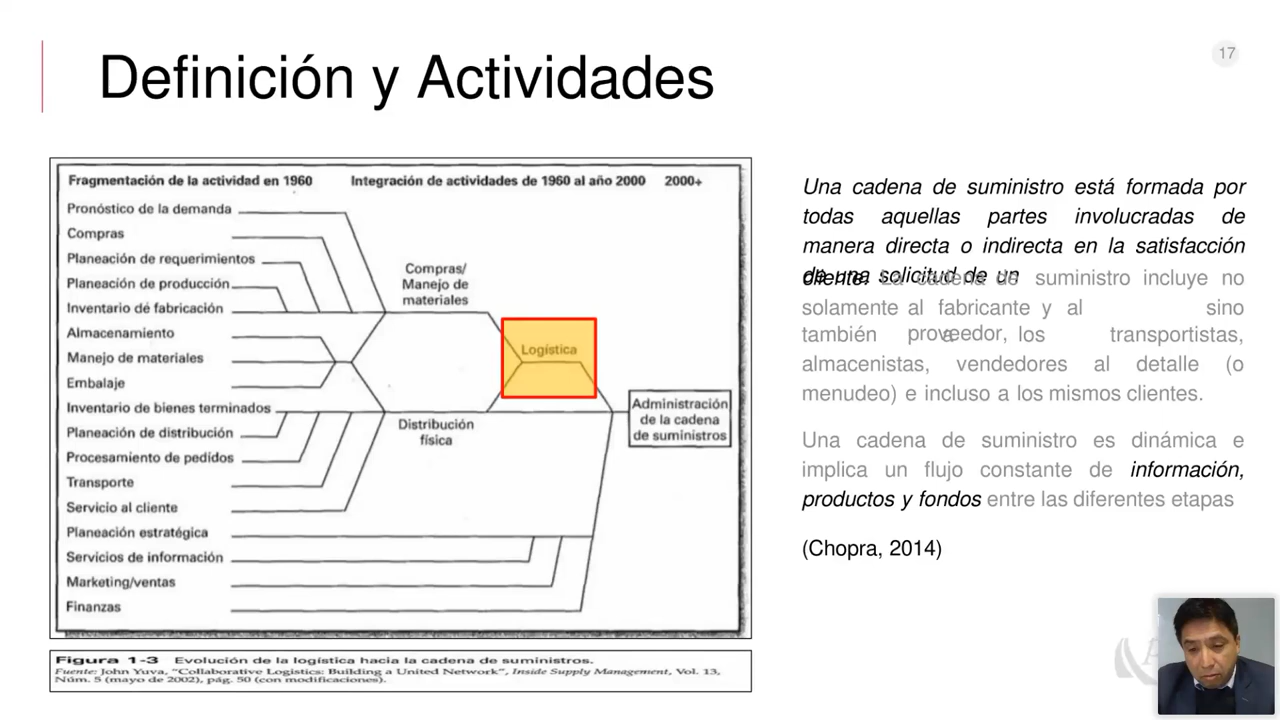 Definición y Actividades
17
Fragmentación de la actividad en 1960
Integración de actividades de 1960 al año 2000
2000+
Pronóstico de la demanda
Compras
Planeación de requerimientos
Planeación de producción
Inventario de fabricación
Almacenamiento
Manejo de materiales
Embalaje
Inventario de bienes terminados
Planeación de distribución
Procesamiento de pedidos
Transporte
Servicio al cliente
Planeación estratégica
Servicios de información
Marketing/ventas
Finanzas
Compras/
Manejo de
materiales
Distribución
física
Logística
Administración
de la cadena
de suministros
Figura 1-3 Evolución de la logística hacia la cadena de suministros.
Fuente: John Yuva, "Collaborative Logistics: Building a United Network", Inside Supply Management, Vol. 13,
Núm. 5 (mayo de 2002), pág. 50 (con modificaciones).
Una cadena de suministro está formada por
todas aquellas partes involucradas de
manera directa o indirecta en la satisfacción
de una solicitud de un
cliente. La cadena de suministro incluye no
solamente al fabricante y al sino
proveedor,
también a los transportistas,
almacenistas, vendedores al detalle (o
menudeo) e incluso a los mismos clientes.
Una cadena de suministro es dinámica e
implica un flujo constante de información,
productos y fondos entre las diferentes etapas
(Chopra, 2014)